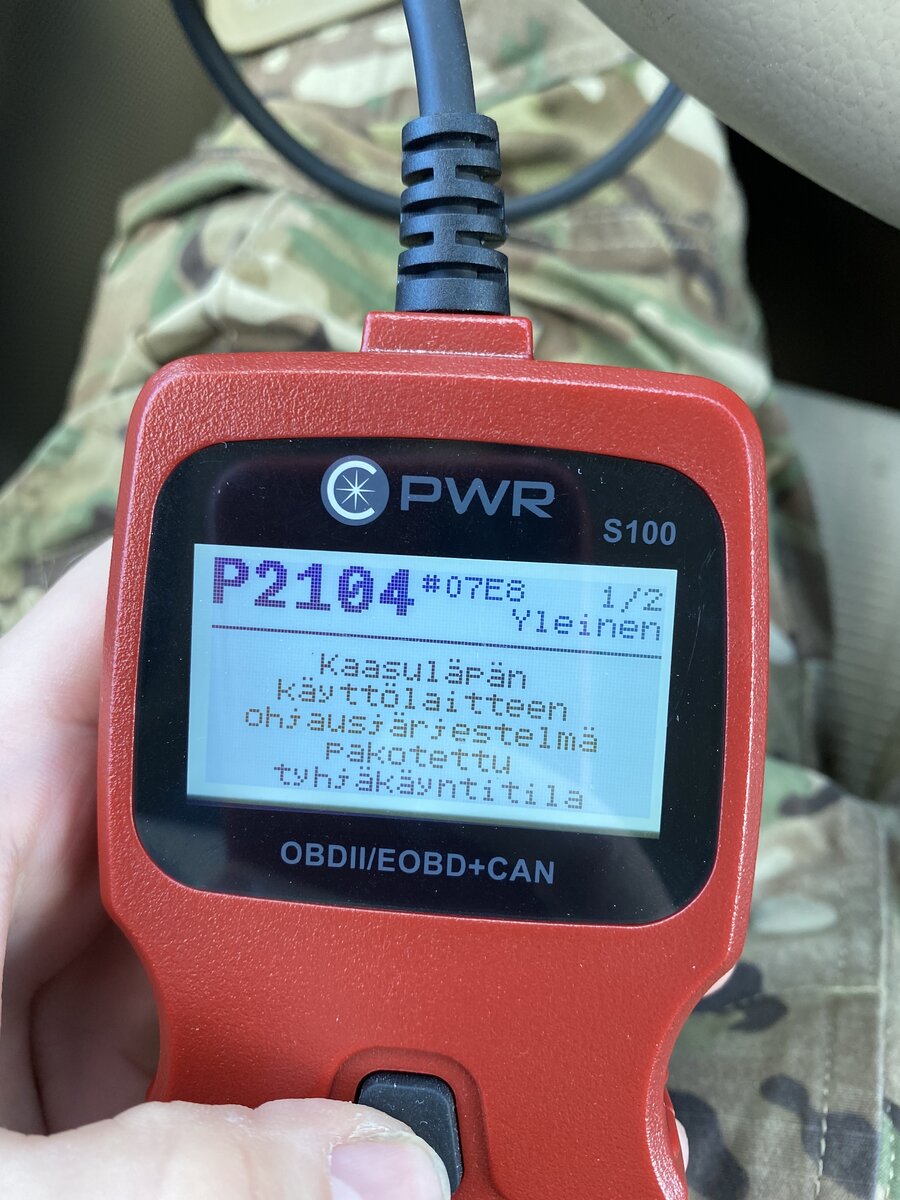 PWR
S100
P2104 #07E8 1/2
Yleinen
Kaasuläpän
käyttölaitteen
ohjausjärjestelmä
pakotettu
tyhjäkäyntitila
OBDII/EOBD+CAN